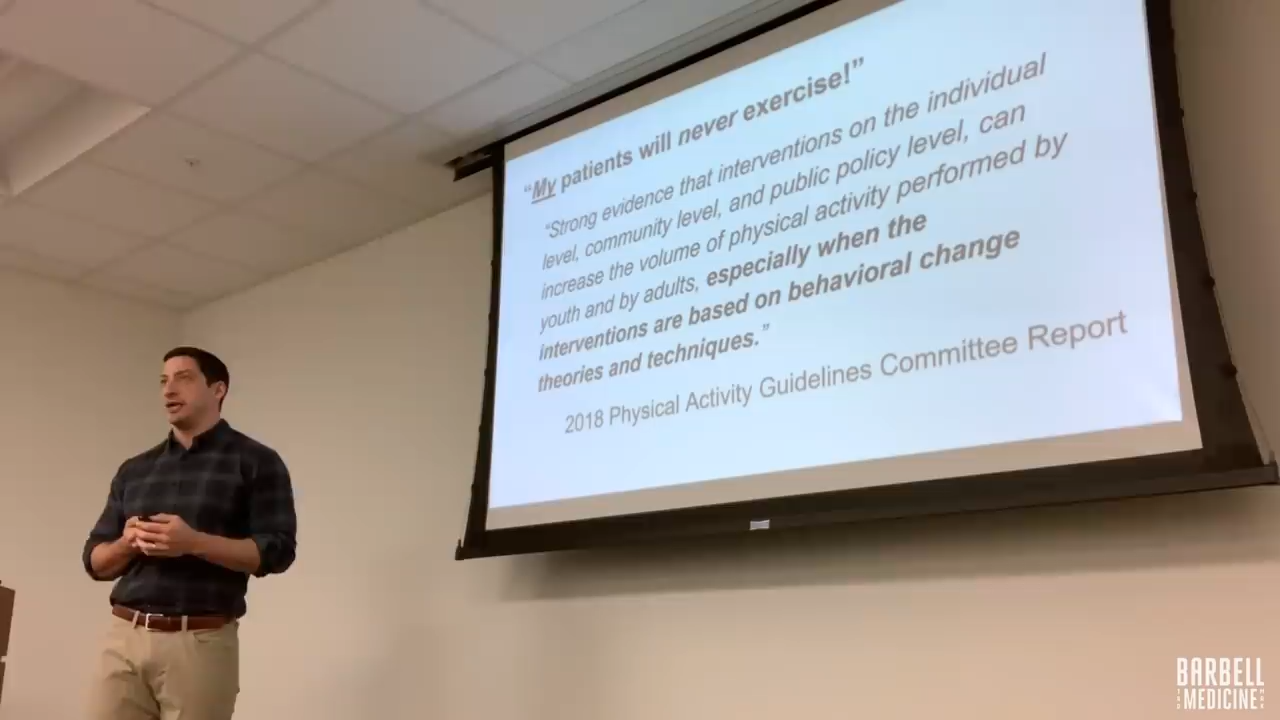 “My patients will never exercise!”
“Strong evidence that interventions on the individual
level, community level, and public policy level, can
increase the volume of physical activity performed by
youth and by adults, especially when the
interventions are based on behavioral change
theories and techniques.”
2018 Physical Activity Guidelines Committee Report
BARBELL
MEDICINE